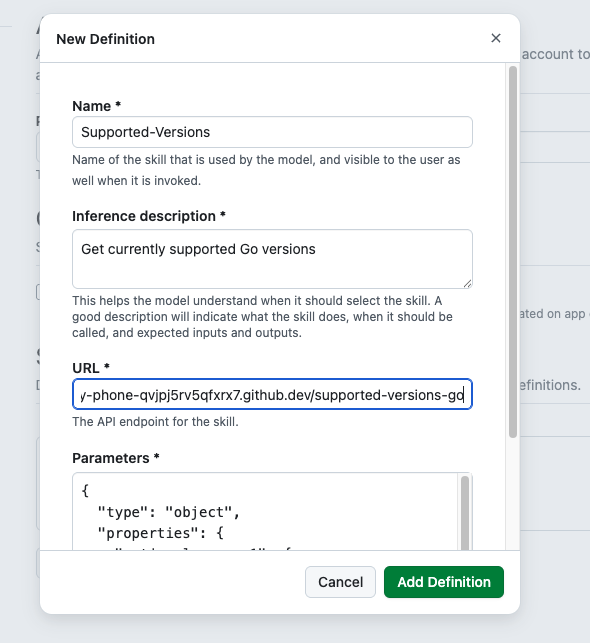 New Definition
account to
Name *
Supported-Versions
Name of the skill that is used by the model, and visible to the user as
well when it is invoked.
Inference description *
Get currently supported Go versions
This helps the model understand when it should select the skill. A
good description will indicate what the skill does, when it should be
called, and expected inputs and outputs.
ated on app
URL *
y-phone-qvjpj5rv5qfxrx7.github.dev/supported-versions-go
efinitions.
The API endpoint for the skill.
Parameters *
{
"type": "object",
"properties": {
Cancel
Add Definition